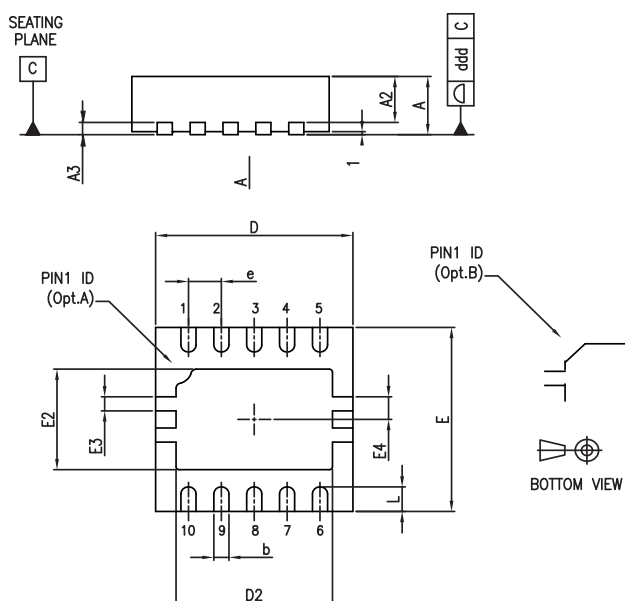 SEATING
PLANE
C
C
ddd
A2
A
A3
1
A
D
PIN1 ID
(Opt.A)
e
PIN1 ID
(Opt.B)
1 2 3 4 5
E2
E3
E4
E
L
BOTTOM VIEW
10 9 8 7 6
b
D2